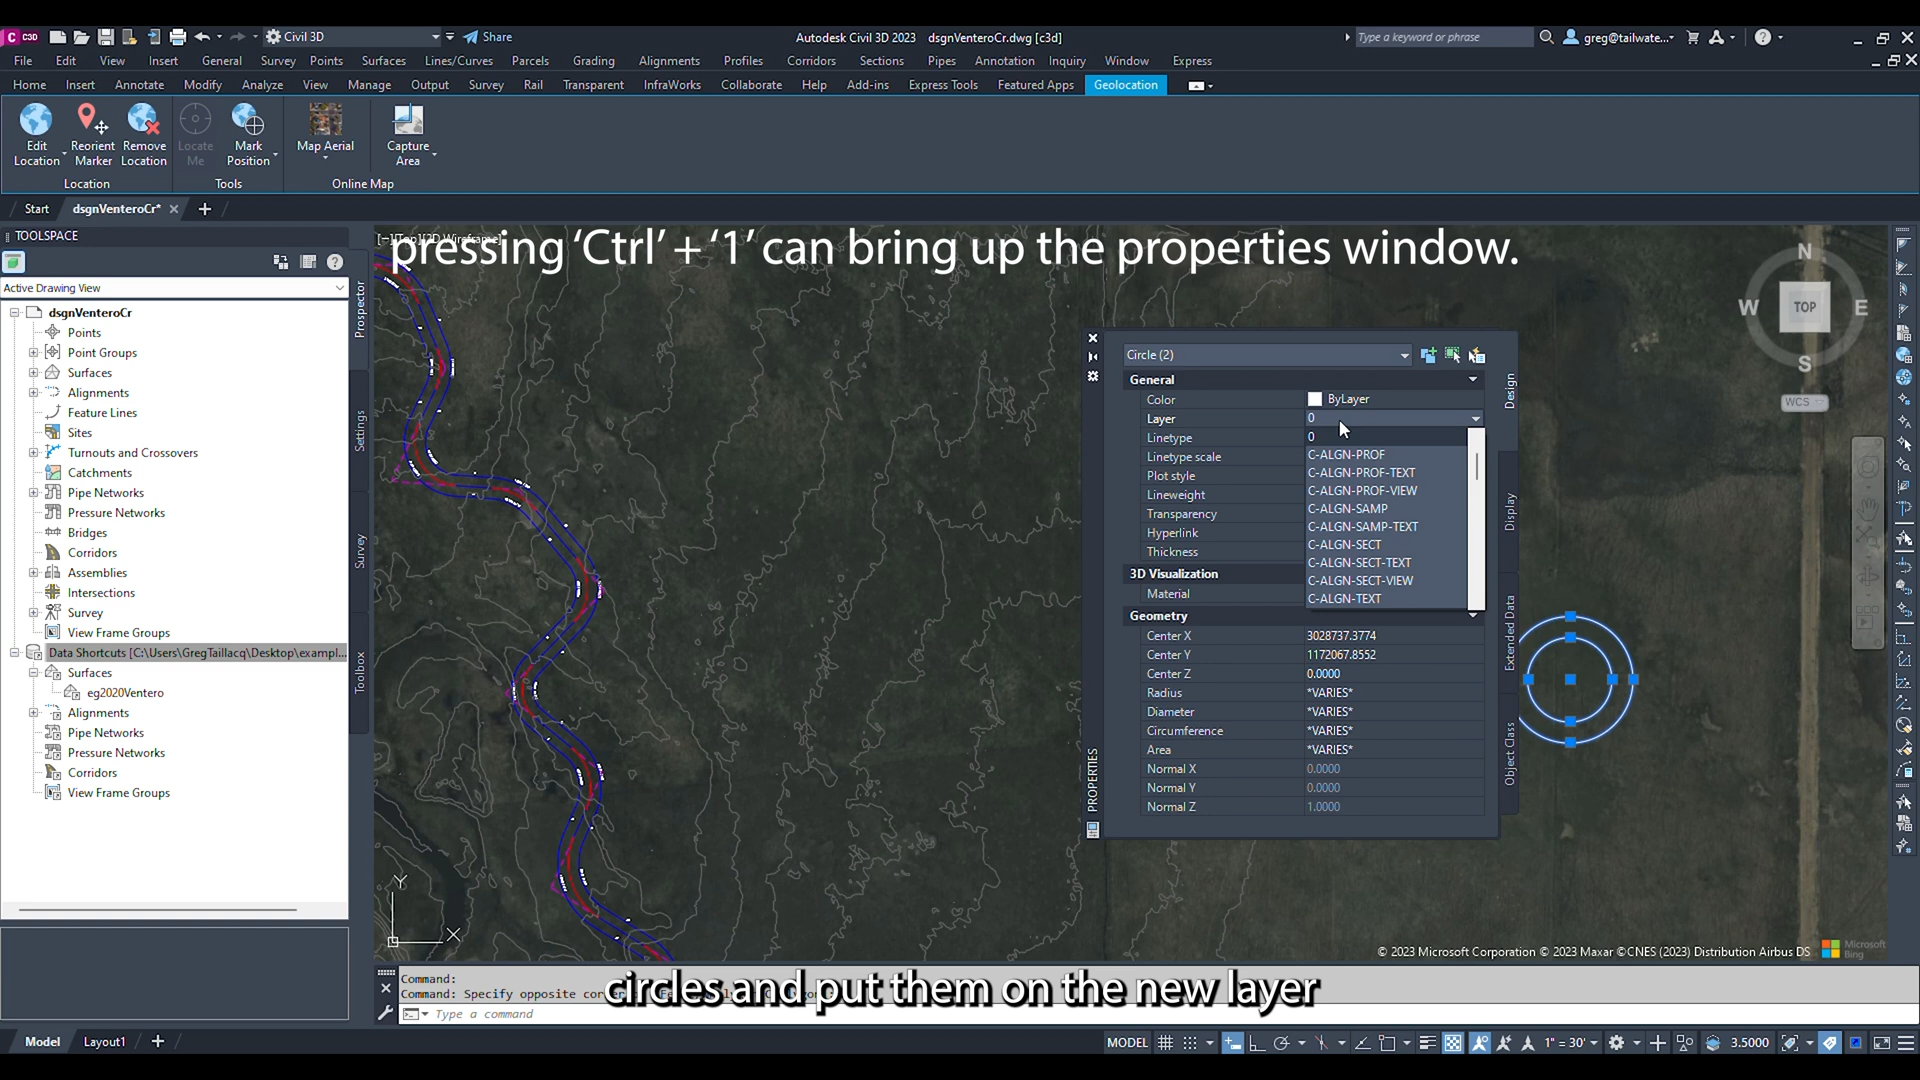 C3D
Civil 3D
Share
Autodesk Civil 3D 2023 dsgnVenteroCr.dwg [c3d]
Type a keyword or phrase
greg@tailwate...
File Edit View Insert General Survey Points Surfaces Lines/Curves Parcels Grading Alignments Profiles Corridors Sections Pipes Annotation Inquiry Window Express
Home Insert Annotate Modify Analyze View Manage Output Survey Rail Transparent InfraWorks Collaborate Help Add-ins Express Tools Featured Apps Geolocation
Edit Location
Reorient Marker
Remove Location
Locate Me
Mark Position
Map Aerial
Capture Area
Location
Tools
Online Map
Start
dsgnVenteroCr*
TOOLSPACE
Active Drawing View
dsgnVenteroCr
Points
Point Groups
Surfaces
Alignments
Feature Lines
Sites
Turnouts and Crossovers
Catchments
Pipe Networks
Pressure Networks
Bridges
Corridors
Assemblies
Intersections
Survey
View Frame Groups
Data Shortcuts [C:\Users\GregTaillacq\Desktop\exampl...
Surfaces
eg2020Ventero
Alignments
Pipe Networks
Pressure Networks
Corridors
View Frame Groups
Prospector
Settings
Survey
Toolbox
[−][Top][2D Wireframe]
pressing ‘Ctrl’ + ‘1’ can bring up the properties window.
N
W
TOP
E
S
WCS
Circle (2)
General
Color ByLayer
Layer 0
Linetype
Linetype scale
Plot style
Lineweight
Transparency
Hyperlink
Thickness
0
C-ALGN-PROF
C-ALGN-PROF-TEXT
C-ALGN-PROF-VIEW
C-ALGN-SAMP
C-ALGN-SAMP-TEXT
C-ALGN-SECT
C-ALGN-SECT-TEXT
C-ALGN-SECT-VIEW
C-ALGN-TEXT
3D Visualization
Material
Geometry
Center X 3028737.3774
Center Y 1172067.8552
Center Z 0.0000
Radius *VARIES*
Diameter *VARIES*
Circumference *VARIES*
Area *VARIES*
Normal X 0.0000
Normal Y 0.0000
Normal Z 1.0000
PROPERTIES
Design
Display
Extended Data
Object Class
Y
X
© 2023 Microsoft Corporation © 2023 Maxar ©CNES (2023) Distribution Airbus DS
Microsoft Bing
Command:
Command: Specify opposite
circles and put them on the new layer
Type a command
Model
Layout1
MODEL
1" = 30'
3.5000